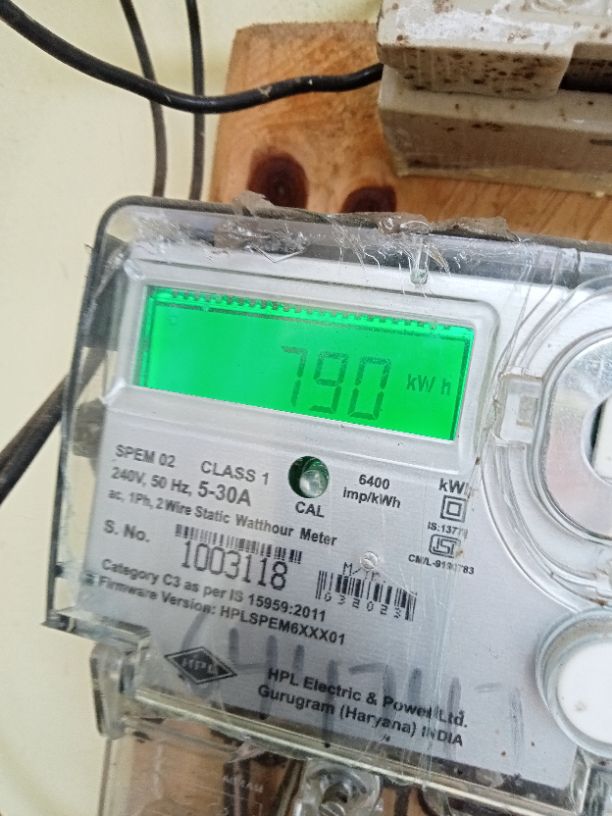 790 kWh
SPEM 02 CLASS 1
240V, 50 Hz, 5-30A
ac, 1Ph, 2 Wire Static Watthour Meter
CAL
6400
imp/kWh
S. No.
1003118
Category C3 as per IS 15959:2011
Firmware Version: HPLSPEM6XXX01
HPL
HPL Electric & Power Ltd.
Gurugram (Haryana) INDIA